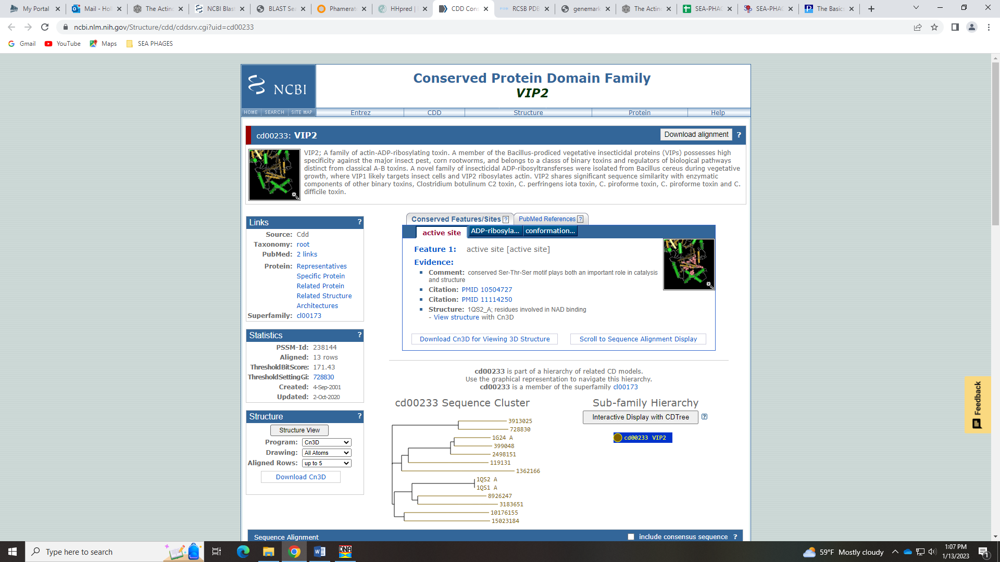 My Portal
Mail - Hol
The Actino
NCBI Blast
BLAST Sea
Phamerat
HHpred |
CDD Cons
RCSB PDB
genemark
The Actino
SEA-PHAG
SEA-PHAG
The Basics
ncbi.nlm.nih.gov/Structure/cdd/cddsrv.cgi?uid=cd00233
Gmail YouTube Maps SEA PHAGES
NCBI
Conserved Protein Domain Family
VIP2
HOME SEARCH SITE MAP Entrez CDD Structure Protein Help
cd00233: VIP2 Download alignment ?
VIP2; A family of actin-ADP-ribosylating toxin. A member of the Bacillus-prodiced vegetative insecticidal proteins (VIPs) possesses high
specificity against the major insect pest, corn rootworms, and belongs to a classs of binary toxins and regulators of biological pathways
distinct from classical A-B toxins. A novel family of insecticidal ADP-ribosyltransferses were isolated from Bacillus cereus during vegetative
growth, where VIP1 likely targets insect cells and VIP2 ribosylates actin. VIP2 shares significant sequence similarity with enzymatic
components of other binary toxins, Clostridium botulinum C2 toxin, C. perfringens iota toxin, C. piroforme toxin, C. piroforme toxin and C.
difficile toxin.
Links ?
Source: Cdd
Taxonomy: root
PubMed: 2 links
Protein: Representatives
Specific Protein
Related Protein
Related Structure
Architectures
Superfamily: cl00173
Statistics ?
PSSM-Id: 238144
Aligned: 13 rows
ThresholdBitScore: 171.43
ThresholdSettingGi: 728830
Created: 4-Sep-2001
Updated: 2-Oct-2020
Structure ?
Structure View
Program: Cn3D
Drawing: All Atoms
Aligned Rows: up to 5
Download Cn3D
Conserved Features/Sites ? PubMed References ?
active site ADP-ribosyla... conformation...
Feature 1: active site [active site]
Evidence:
Comment: conserved Ser-Thr-Ser motif plays both an important role in catalysis
and structure
Citation: PMID 10504727
Citation: PMID 11114250
Structure: 1QS2_A; residues involved in NAD binding
- View structure with Cn3D
Download Cn3D for Viewing 3D Structure Scroll to Sequence Alignment Display
cd00233 is part of a hierarchy of related CD models.
Use the graphical representation to navigate this hierarchy.
cd00233 is a member of the superfamily cl00173
cd00233 Sequence Cluster
3913025
728830
1G24 A
399048
2498151
119131
1362166
1QS2 A
1QS1 A
8926247
3183651
10176155
15023184
Sub-family Hierarchy
Interactive Display with CDTree ?
cd00233 VIP2
Feedback
Sequence Alignment include consensus sequence ?
Type here to search
DNA
59°F Mostly cloudy
1:07 PM
1/13/2023
1